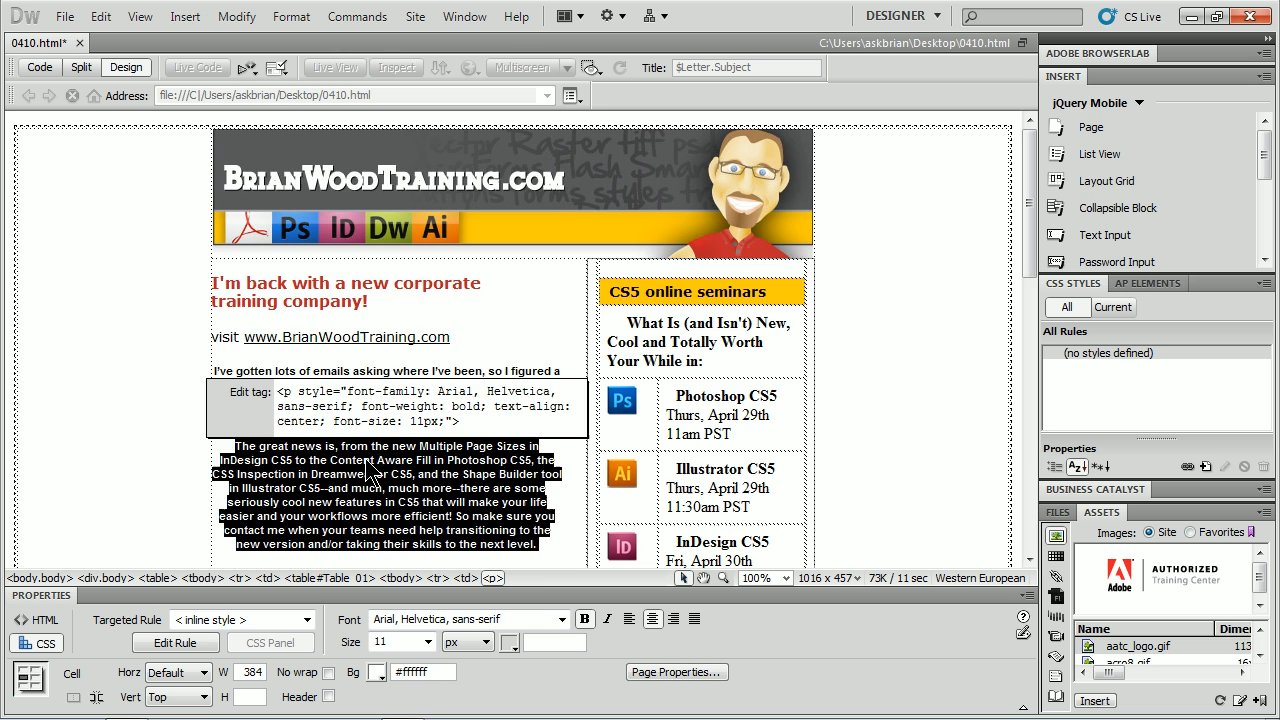 Dw File Edit View Insert Modify Format Commands Site Window Help DESIGNER CS Live
0410.html* C:\Users\askbrian\Desktop\0410.html
Code Split Design Live Code Live View Inspect Multiscreen Title: $Letter.Subject
Address: file:///C|/Users/askbrian/Desktop/0410.html
BrianWoodTraining.com
Ps ID Dw Ai
I'm back with a new corporate
training company!
visit www.BrianWoodTraining.com
I've gotten lots of emails asking where I've been, so I figured a
Edit tag: <p style="font-family: Arial, Helvetica,
sans-serif; font-weight: bold; text-align:
center; font-size: 11px;">
The great news is, from the new Multiple Page Sizes in
InDesign CS5 to the Content Aware Fill in Photoshop CS5, the
CSS Inspection in Dreamweaver CS5, and the Shape Builder tool
in Illustrator CS5--and much, much more--there are some
seriously cool new features in CS5 that will make your life
easier and your workflows more efficient! So make sure you
contact me when your teams need help transitioning to the
new version and/or taking their skills to the next level.
CS5 online seminars
What Is (and Isn't) New,
Cool and Totally Worth
Your While in:
Ps
Photoshop CS5
Thurs, April 29th
11am PST
Ai
Illustrator CS5
Thurs, April 29th
11:30am PST
ID
InDesign CS5
Fri, April 30th
<body.body> <div.body> <table> <tbody> <tr> <td> <table#Table_01> <tbody> <tr> <td> <p> 100% 1016 x 457 73K / 11 sec Western European
PROPERTIES
HTML Targeted Rule < inline style > Font Arial, Helvetica, sans-serif B I
CSS Edit Rule CSS Panel Size 11 px
Cell Horz Default W 384 No wrap Bg #ffffff Page Properties...
Vert Top H Header
ADOBE BROWSERLAB
INSERT
jQuery Mobile
Page
List View
Layout Grid
Collapsible Block
Text Input
Password Input
CSS STYLES AP ELEMENTS
All Current
All Rules
(no styles defined)
Properties
Az
BUSINESS CATALYST
FILES ASSETS
Images: Site Favorites
Adobe
AUTHORIZED
Training Center
Name Dimer
aatc_logo.gif 113
acro8.gif 16
Insert